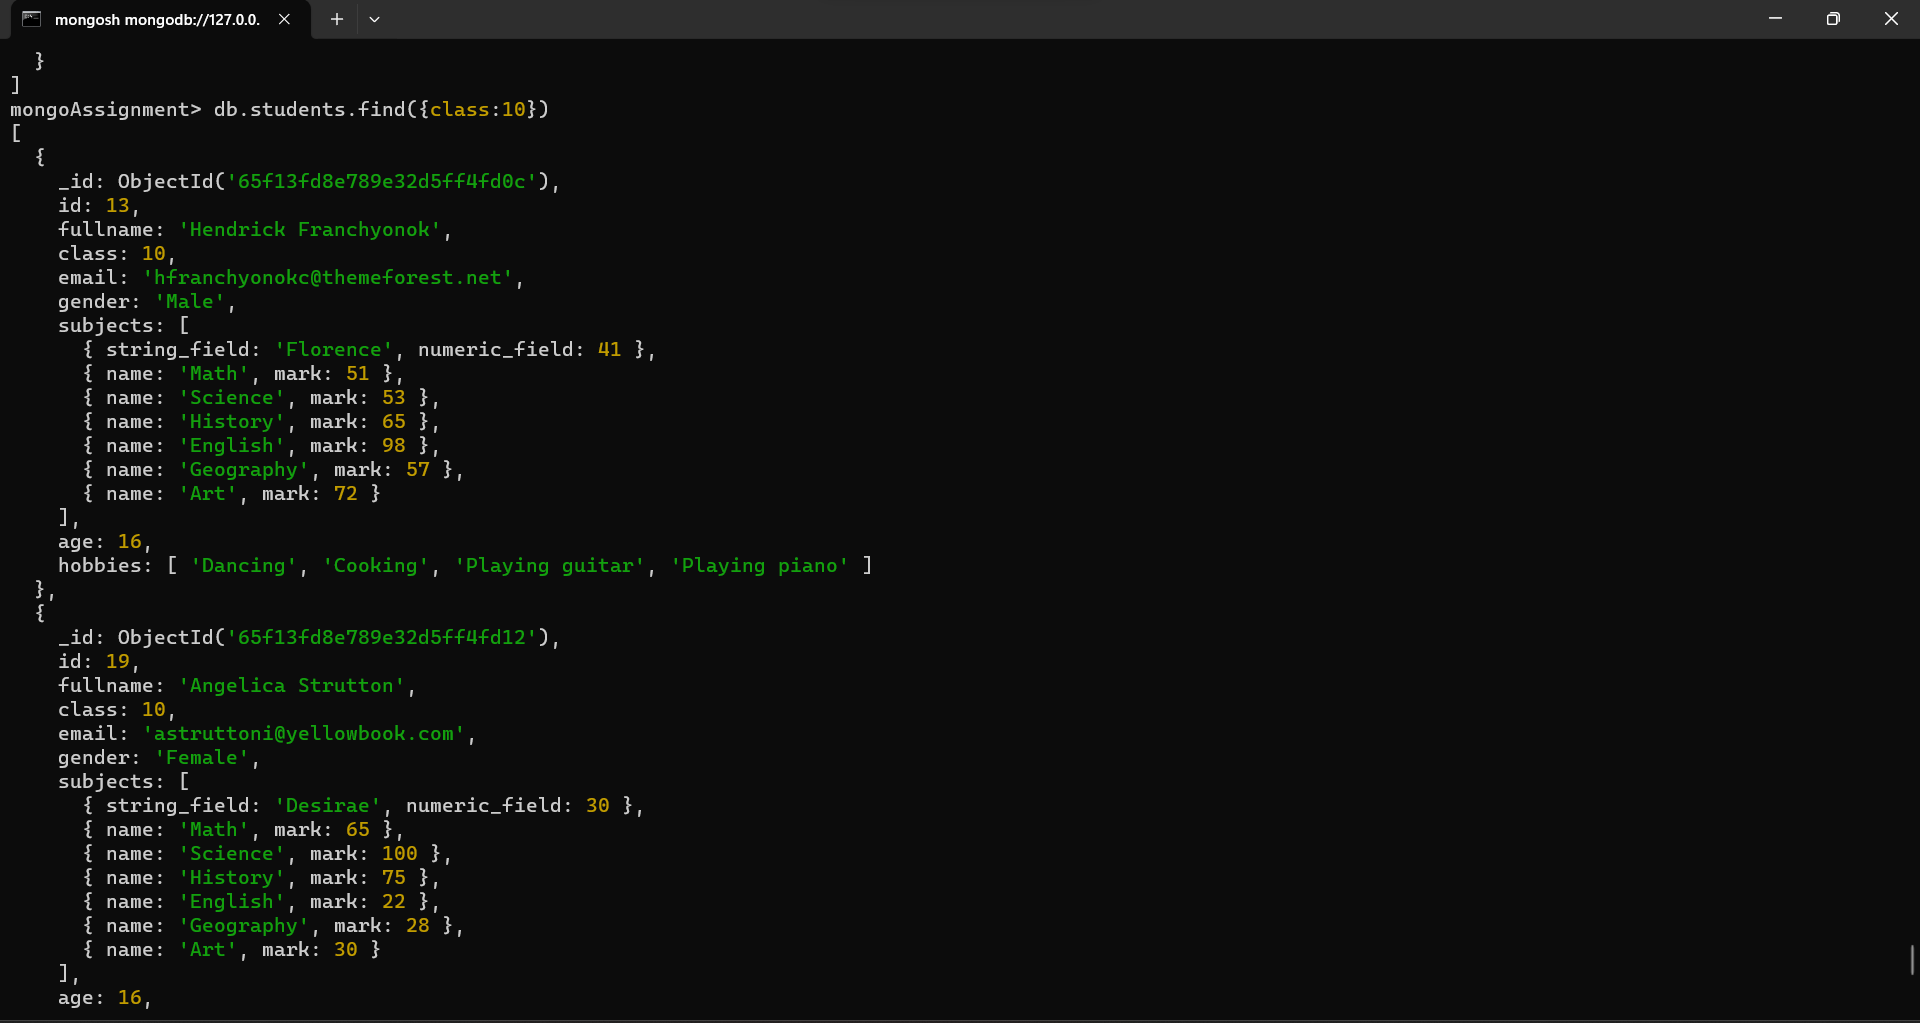 mongosh mongodb://127.0.0.
  }
]
mongoAssignment> db.students.find({class:10})
[
  {
    _id: ObjectId('65f13fd8e789e32d5ff4fd0c'),
    id: 13,
    fullname: 'Hendrick Franchyonok',
    class: 10,
    email: 'hfranchyonokc@themeforest.net',
    gender: 'Male',
    subjects: [
      { string_field: 'Florence', numeric_field: 41 },
      { name: 'Math', mark: 51 },
      { name: 'Science', mark: 53 },
      { name: 'History', mark: 65 },
      { name: 'English', mark: 98 },
      { name: 'Geography', mark: 57 },
      { name: 'Art', mark: 72 }
    ],
    age: 16,
    hobbies: [ 'Dancing', 'Cooking', 'Playing guitar', 'Playing piano' ]
  },
  {
    _id: ObjectId('65f13fd8e789e32d5ff4fd12'),
    id: 19,
    fullname: 'Angelica Strutton',
    class: 10,
    email: 'astruttoni@yellowbook.com',
    gender: 'Female',
    subjects: [
      { string_field: 'Desirae', numeric_field: 30 },
      { name: 'Math', mark: 65 },
      { name: 'Science', mark: 100 },
      { name: 'History', mark: 75 },
      { name: 'English', mark: 22 },
      { name: 'Geography', mark: 28 },
      { name: 'Art', mark: 30 }
    ],
    age: 16,